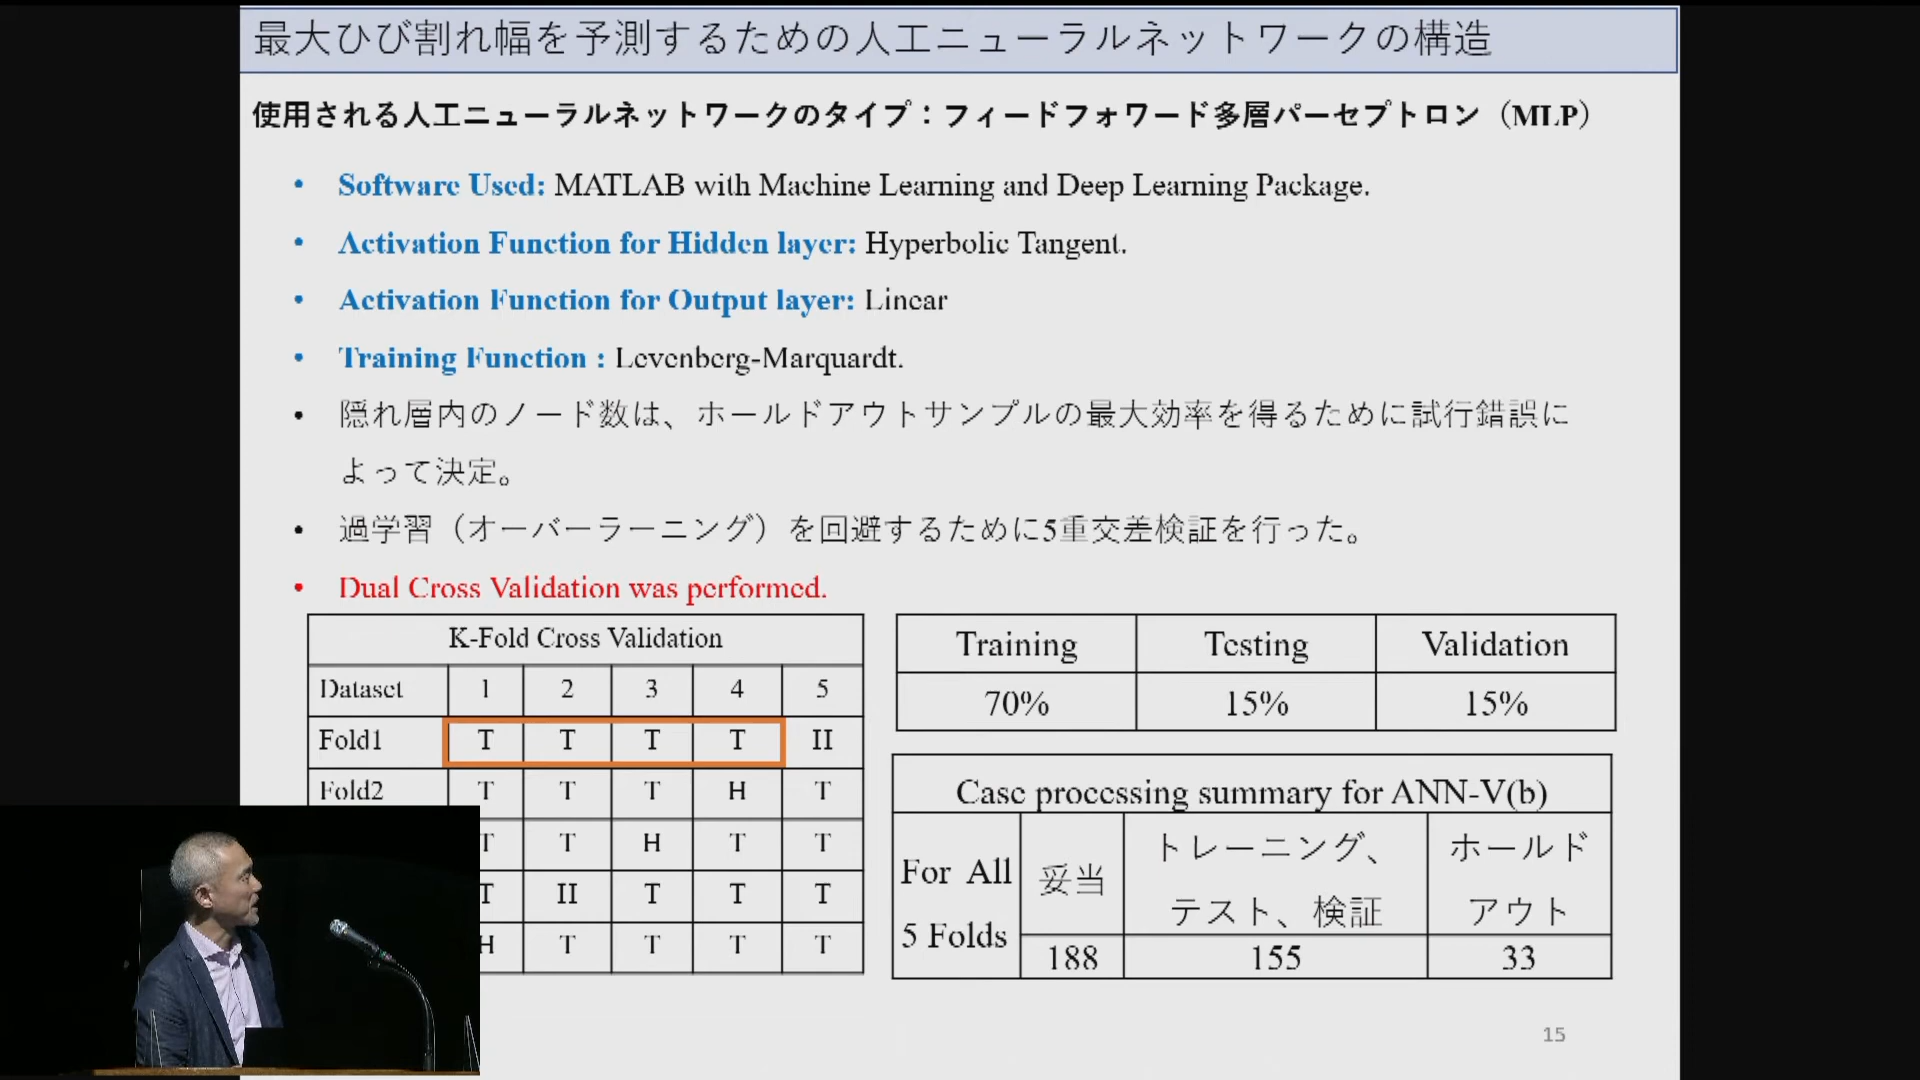 最大ひび割れ幅を予測するための人工ニューラルネットワークの構造
使用される人工ニューラルネットワークのタイプ：フィードフォワード多層パーセプトロン（MLP）
• Software Used: MATLAB with Machine Learning and Deep Learning Package.
• Activation Function for Hidden layer: Hyperbolic Tangent.
• Activation Function for Output layer: Linear
• Training Function : Levenberg-Marquardt.
• 隠れ層内のノード数は、ホールドアウトサンプルの最大効率を得るために試行錯誤に
よって決定。
• 過学習（オーバーラーニング）を回避するために5重交差検証を行った。
• Dual Cross Validation was performed.
K-Fold Cross Validation
Dataset 1 2 3 4 5
Fold1 T T T T H
Fold2 T T T H T
T T H T T
T H T T T
H T T T T
Training Testing Validation
70% 15% 15%
Case processing summary for ANN-V(b)
For All
5 Folds
妥当
トレーニング、
テスト、検証
ホールド
アウト
188 155 33
15